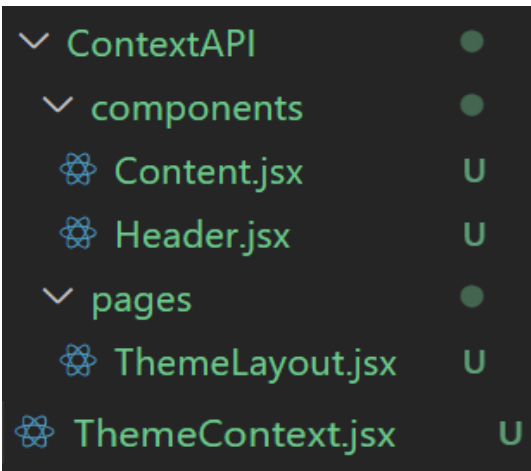 ContextAPI
components
Content.jsx U
Header.jsx U
pages
ThemeLayout.jsx U
ThemeContext.jsx U